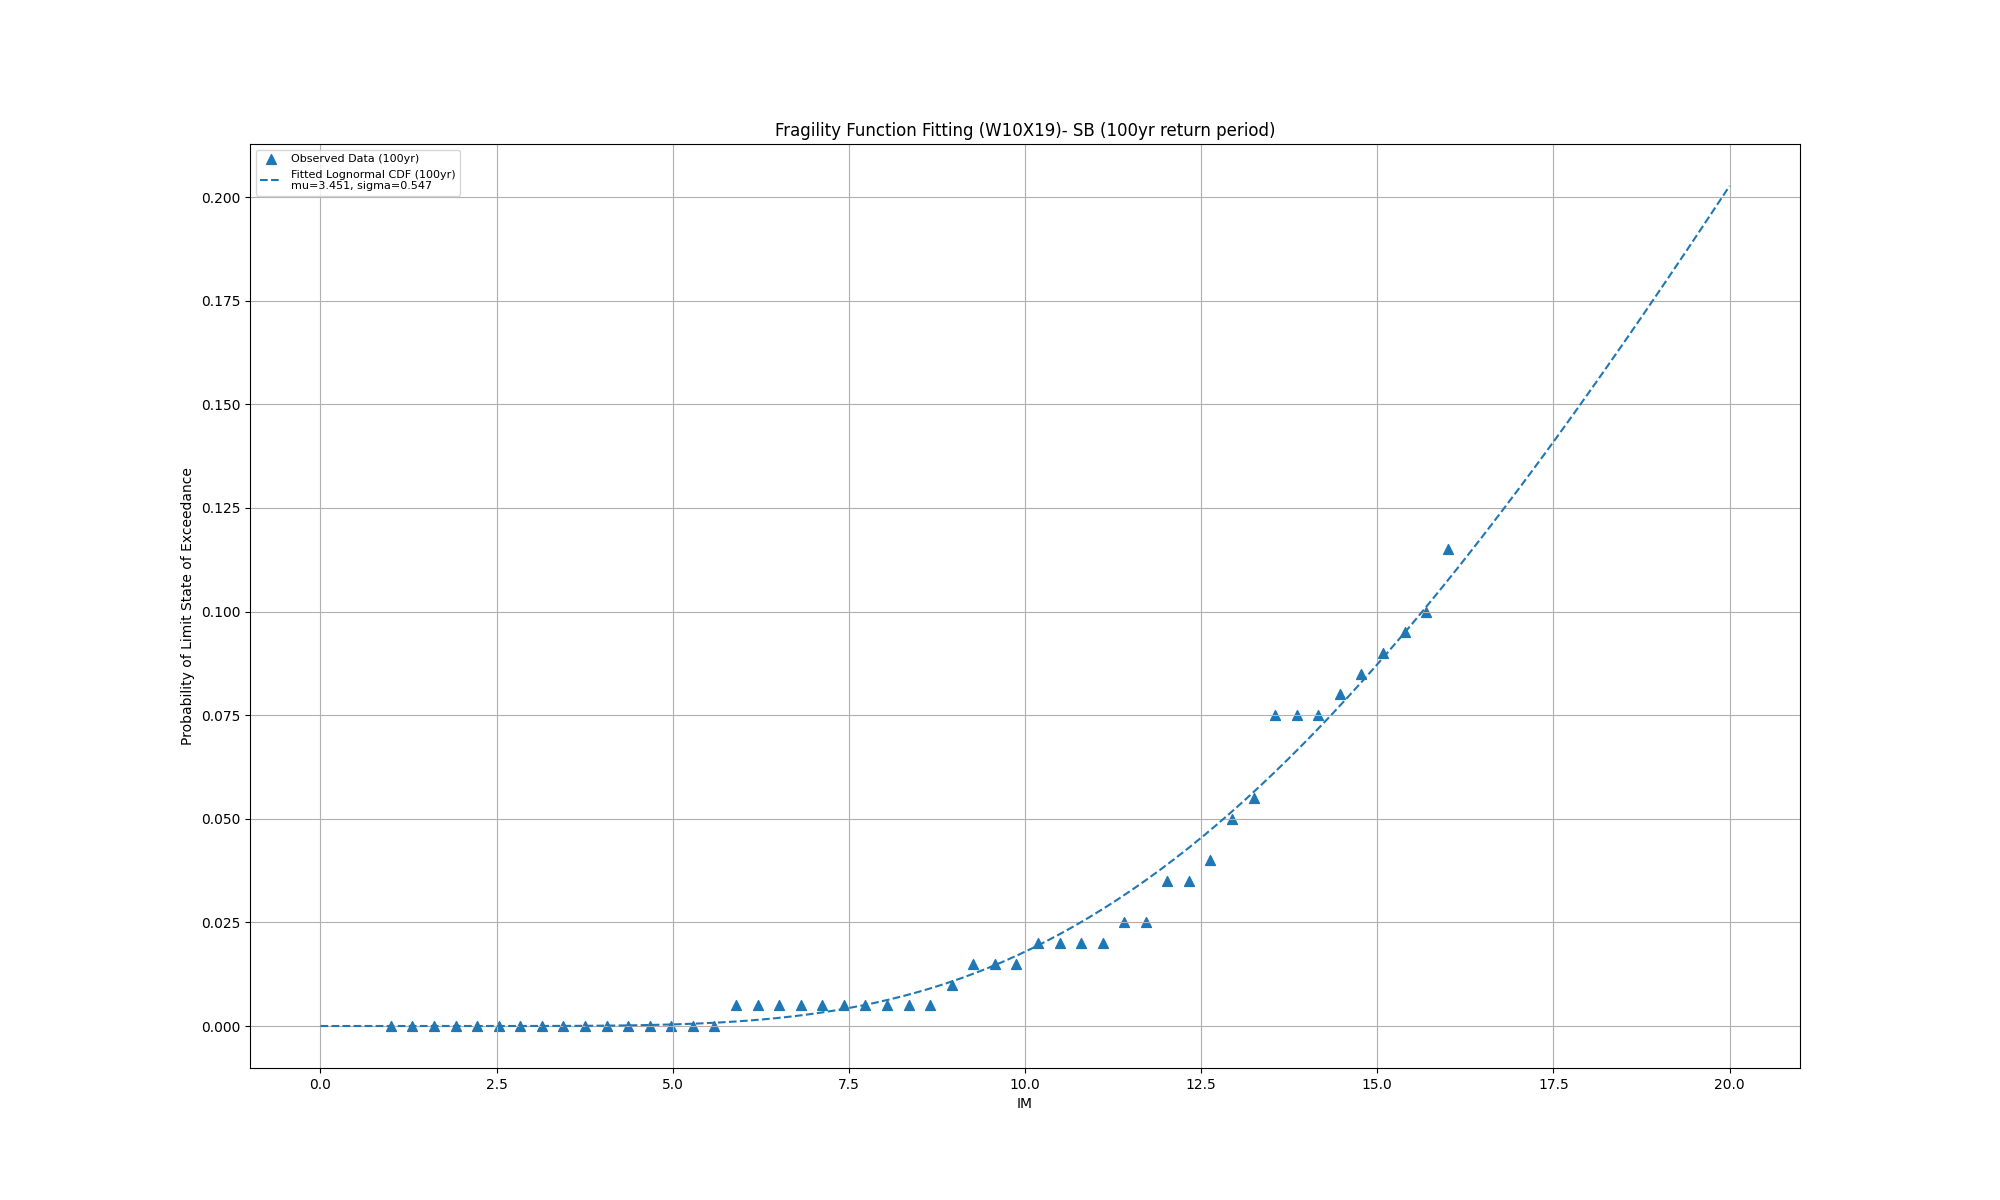 Fragility Function Fitting (W10X19)- SB (100yr return period)
Observed Data (100yr)
Fitted Lognormal CDF (100yr)
mu=3.451, sigma=0.547
Probability of Limit State of Exceedance
0.200
0.175
0.150
0.125
0.100
0.075
0.050
0.025
0.000
0.0 2.5 5.0 7.5 10.0 12.5 15.0 17.5 20.0
IM